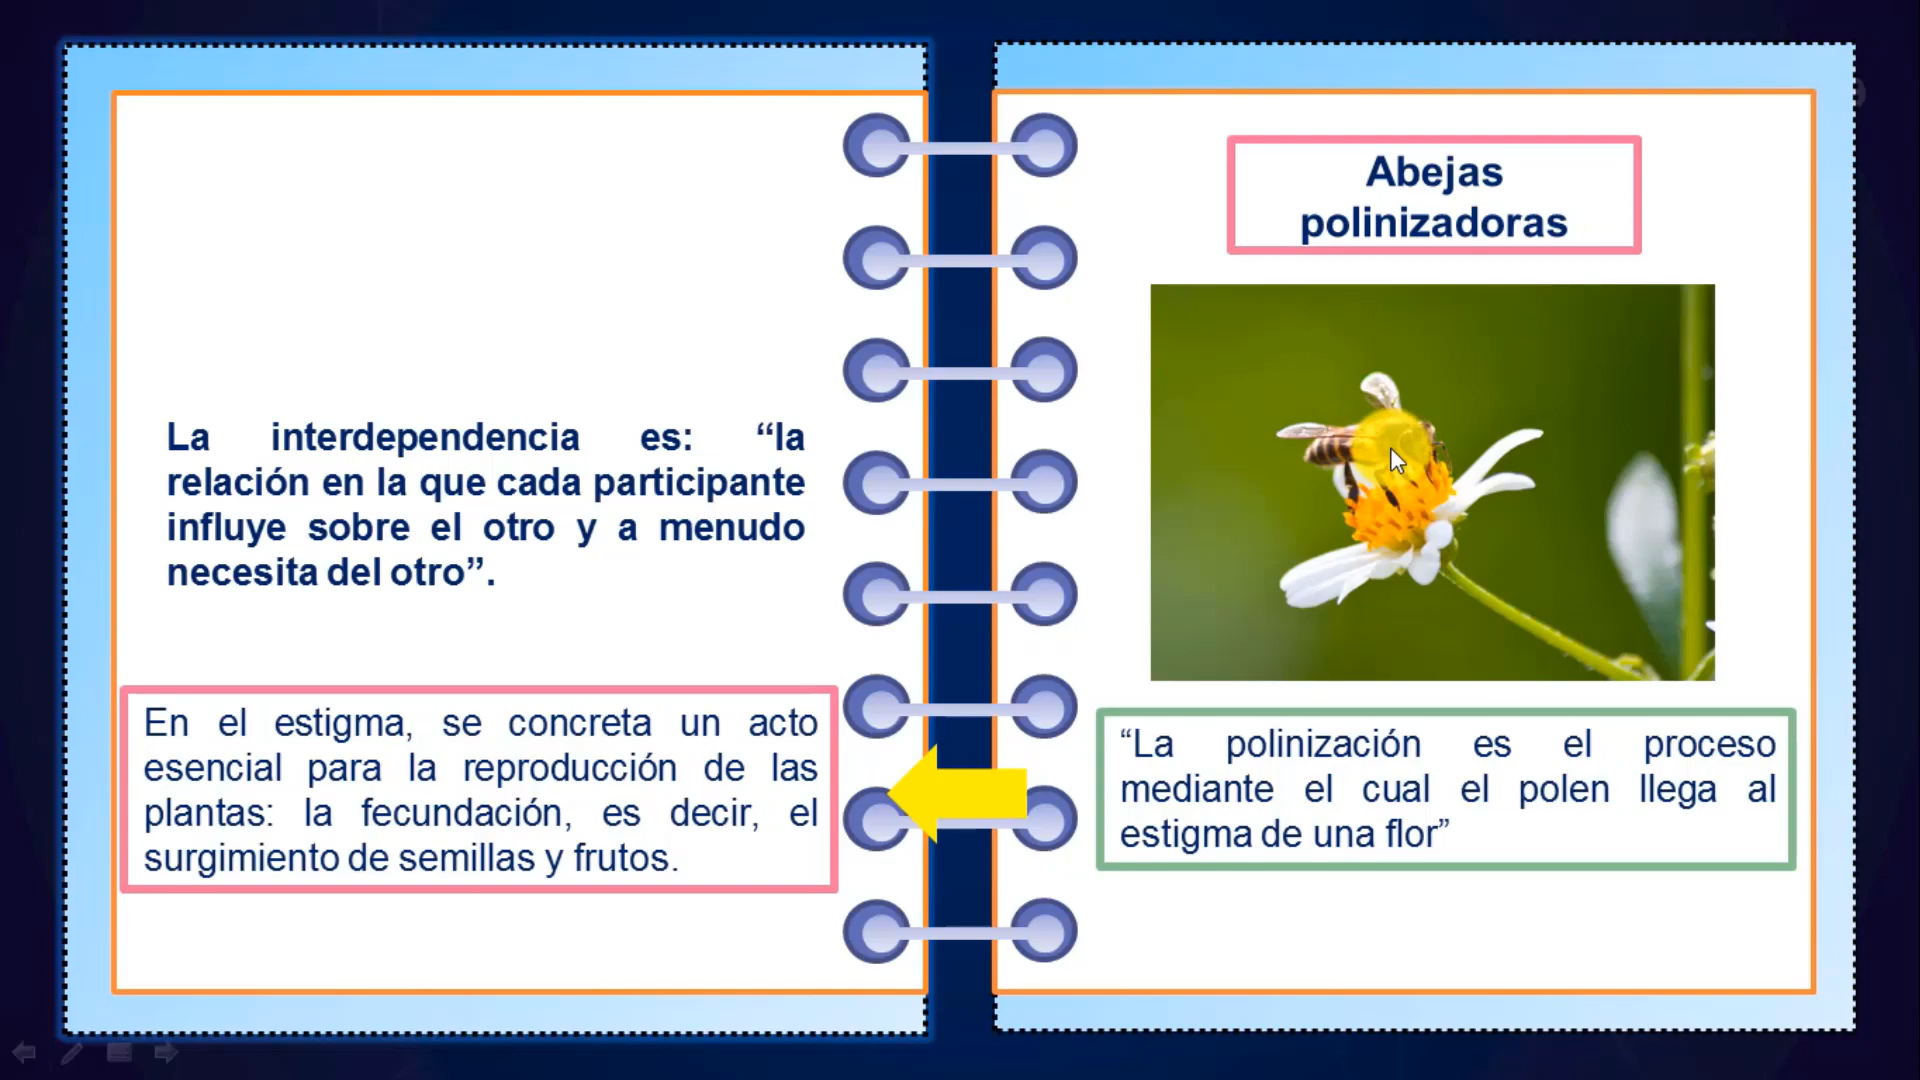 La interdependencia es: “la
relación en la que cada participante
influye sobre el otro y a menudo
necesita del otro”.
En el estigma, se concreta un acto
esencial para la reproducción de las
plantas: la fecundación, es decir, el
surgimiento de semillas y frutos.
Abejas
polinizadoras
“La polinización es el proceso
mediante el cual el polen llega al
estigma de una flor”